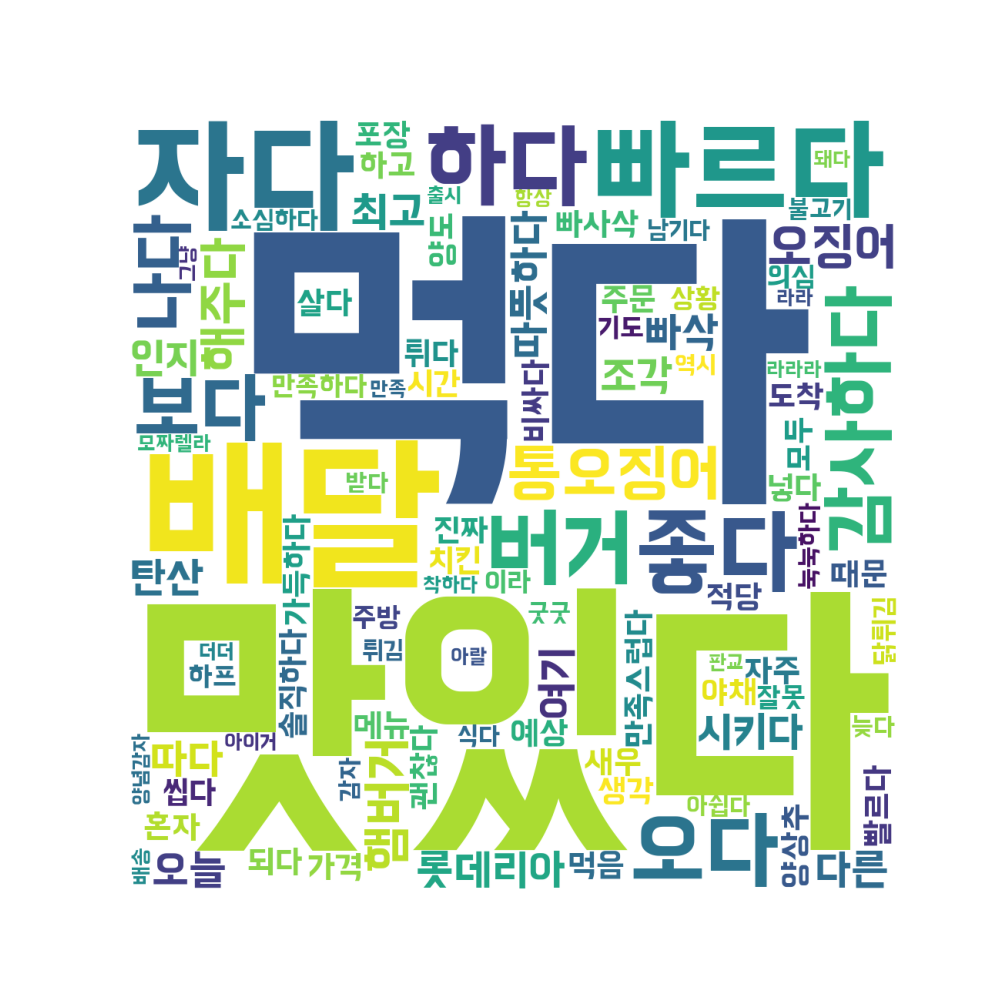 자다
포장
하고
하다
빠르다
돼다
소심하다
최고
출시
항상
빠사삭
남기다
불고기
나다
그냥
해주다
양도
따뜻하다
먹다
오징어
의심
라라
살다
주문
상황
기도
빠삭
감사하다
인지
튀다
조각
역시
라라라
만족하다
만족
시간
비싸다
도착
보다
모짜렐라
모두
배달
받다
통오징어
넣다
진짜
버거
좋다
북북하다
치킨
탄산
가득하다
착하다
이라
적당
때문
맛있다
주방
굿굿
닭튀김
더더
하프
솔직하다
튀김
아랄
여기
만족스럽다
판교
자주
야채
잘못
메뉴
식다
예상
시키다
늦다
양념감자
따다
아이거
감자
햄버거
괜찮다
새우
씹다
생각
아쉽다
빨르다
혼자
오다
배송
오늘
되다
가격
롯데리아
먹음
양상추
다른